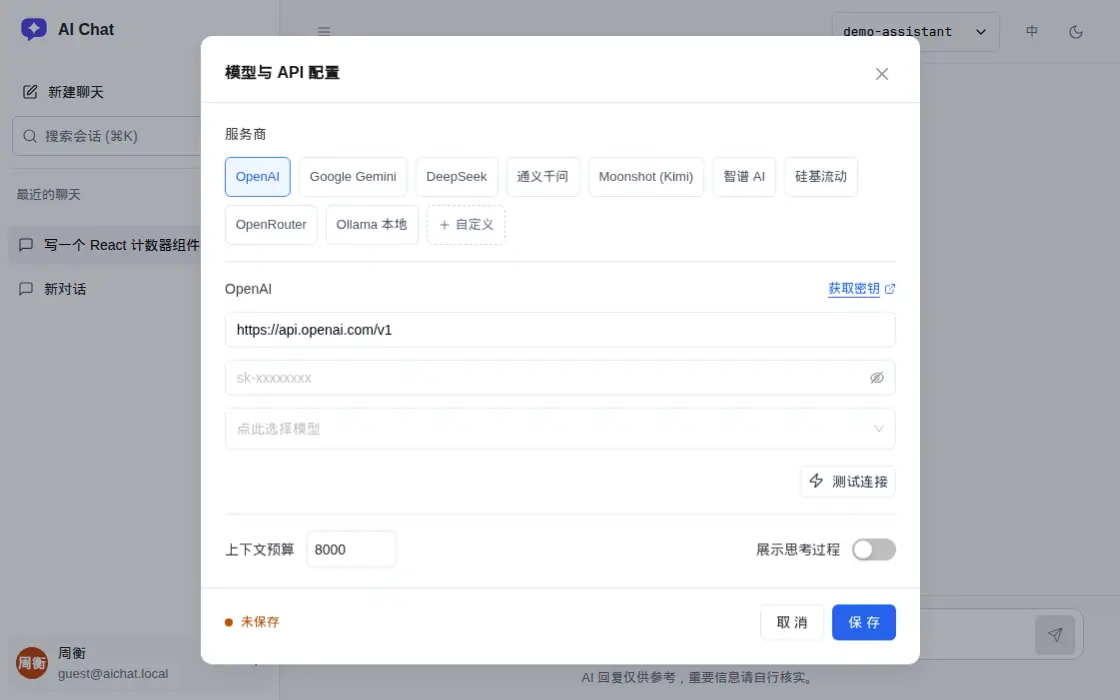 AI Chat
demo-assistant
中
新建聊天
搜索会话 (⌘K)
最近的聊天
写一个 React 计数器组件
新对话
模型与 API 配置
服务商
OpenAI
Google Gemini
DeepSeek
通义千问
Moonshot (Kimi)
智谱 AI
硅基流动
OpenRouter
Ollama 本地
+ 自定义
OpenAI
获取密钥
https://api.openai.com/v1
sk-xxxxxxxx
点此选择模型
测试连接
上下文预算
8000
展示思考过程
未保存
取 消
保 存
周衡
周衡
guest@aichat.local
AI 回复仅供参考，重要信息请自行核实。